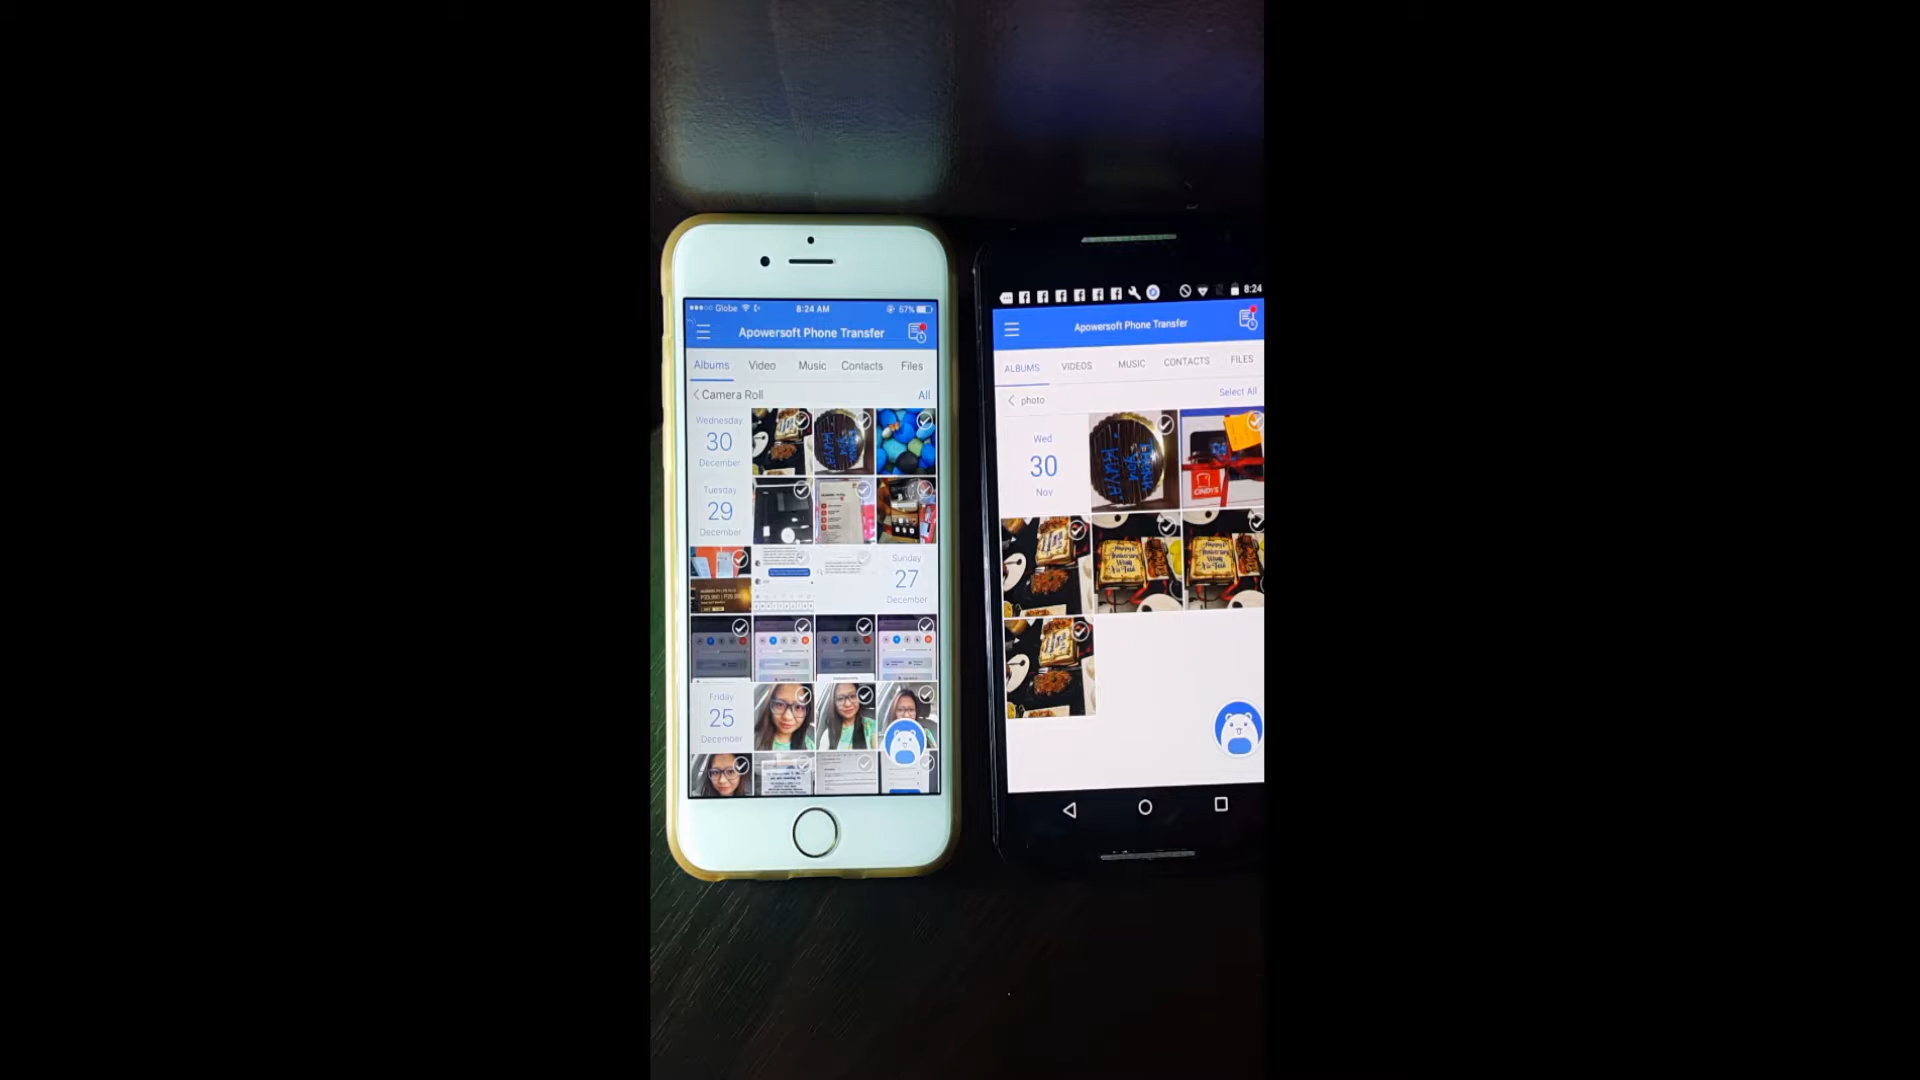 Globe
8:24 AM
57%
Apowersoft Phone Transfer
Albums Video Music Contacts Files
Camera Roll
All
Wednesday
30
December
Tuesday
29
December
Sunday
27
December
Friday
25
December
8:24
Apowersoft Phone Transfer
ALBUMS VIDEOS MUSIC CONTACTS FILES
photo
Select All
Wed
30
Nov
CINDY'S